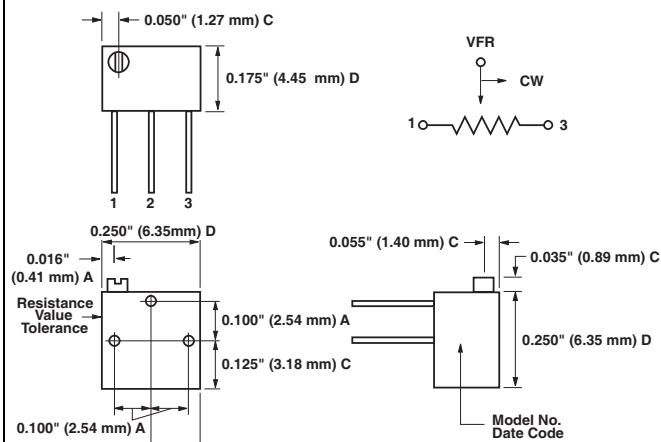 0.050" (1.27 mm) C
0.175" (4.45 mm) D
VFR
CW
1
3
1 2 3
0.250" (6.35mm) D
0.016"
(0.41 mm) A
Resistance
Value
Tolerance
0.100" (2.54 mm) A
0.125" (3.18 mm) C
0.100" (2.54 mm) A
0.055" (1.40 mm) C
0.035" (0.89 mm) C
0.250" (6.35 mm) D
Model No.
Date Code